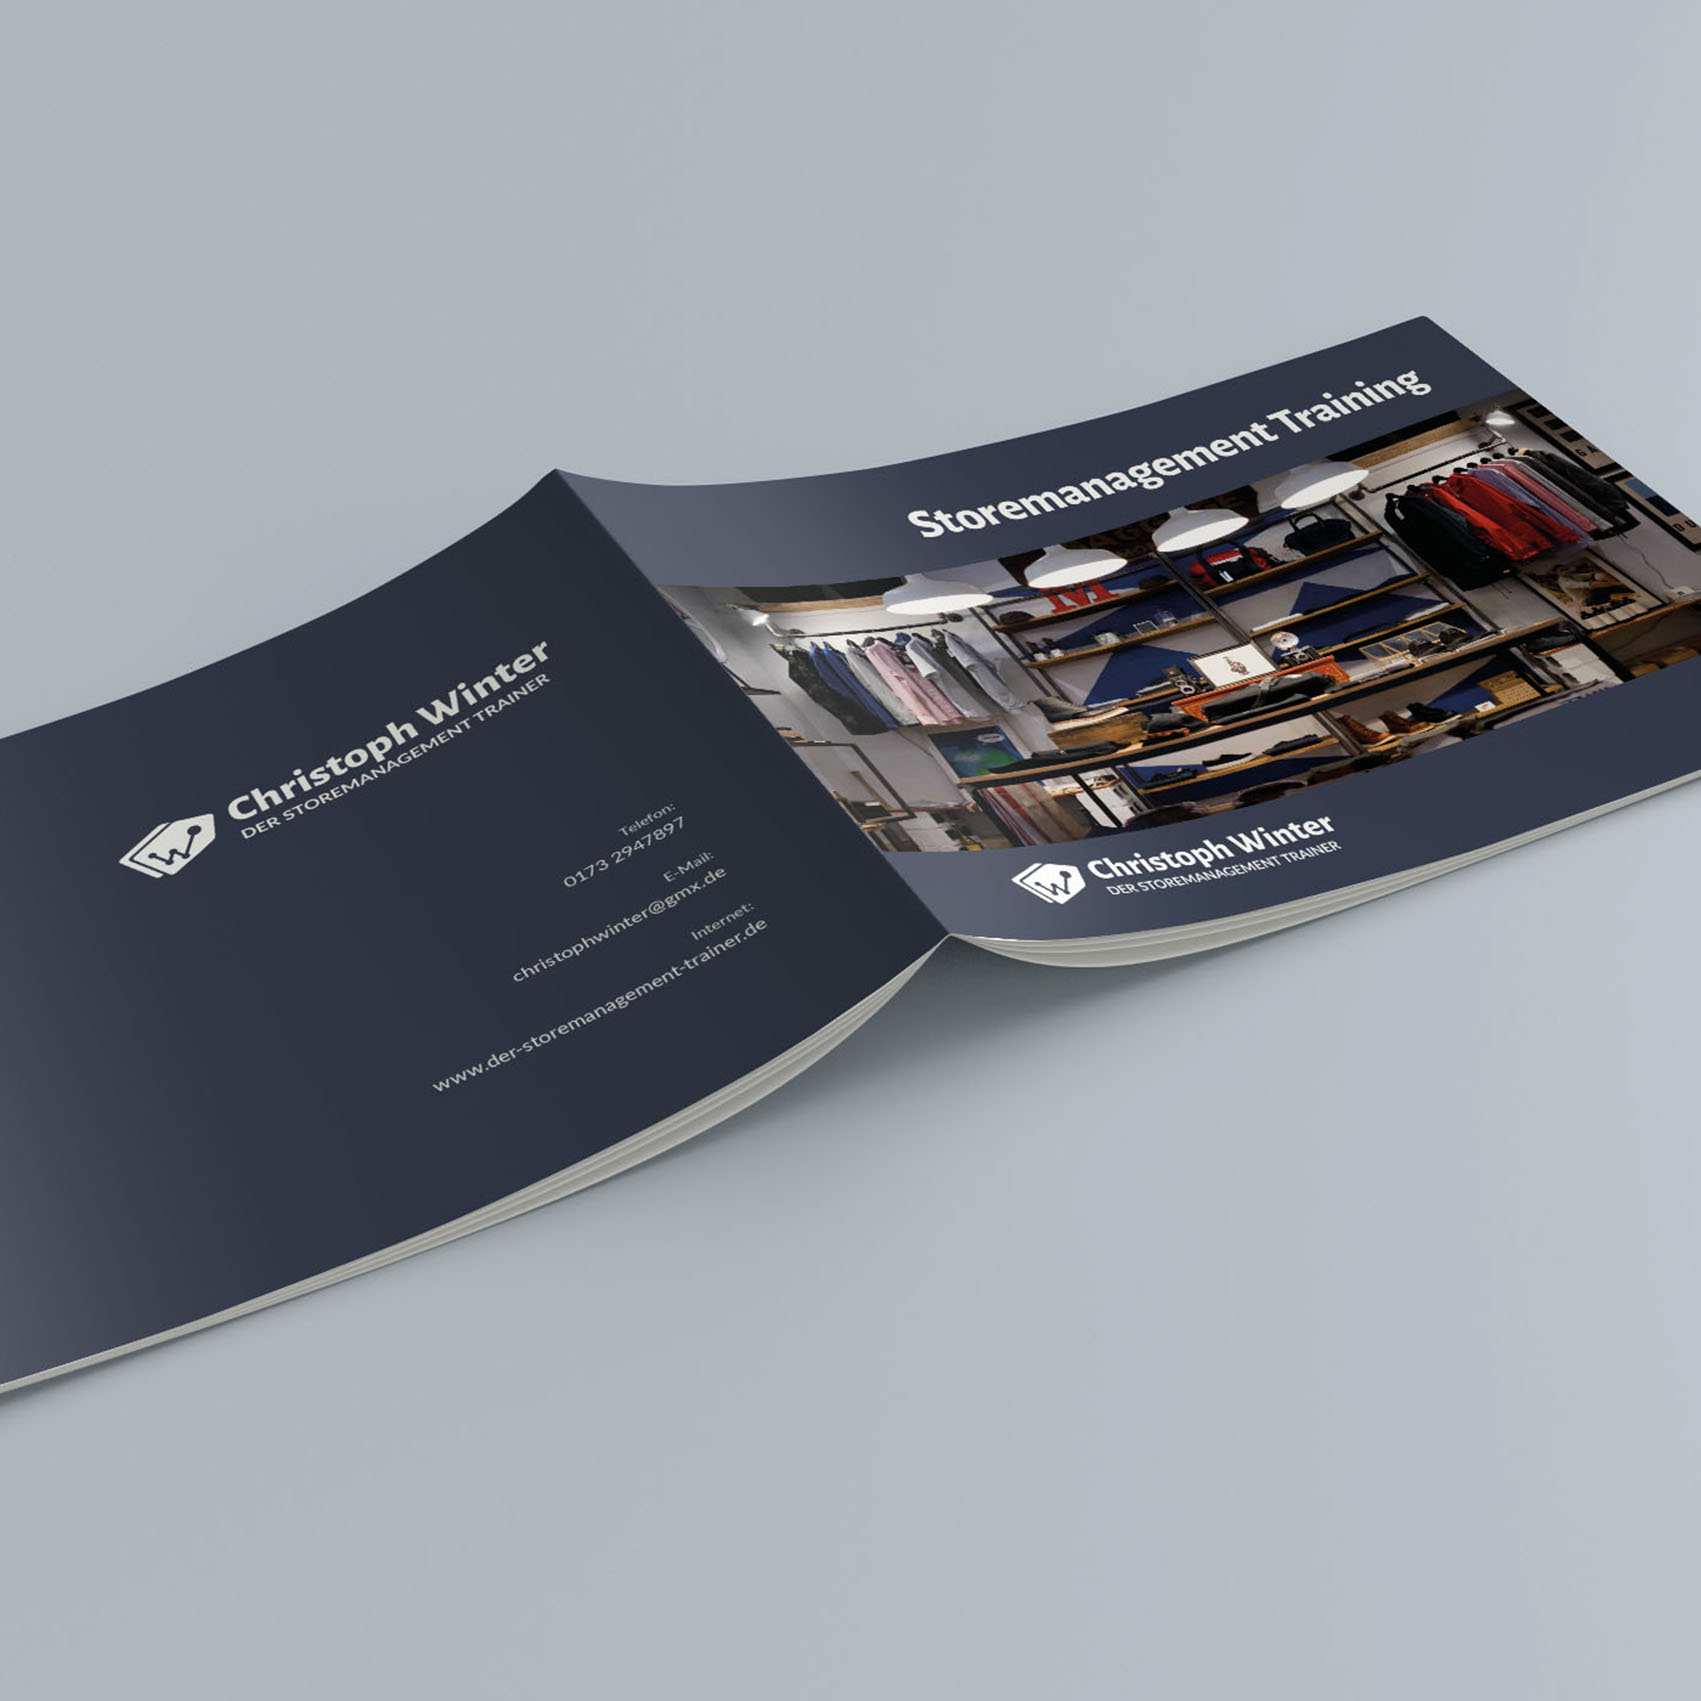 Storemanagement Training
M
Christoph Winter
DER STOREMANAGEMENT TRAINER
Christoph Winter
DER STOREMANAGEMENT TRAINER
Telefon:
0173 2947897
E-Mail:
christophwinter@gmx.de
Internet:
www.der-storemanagement-trainer.de